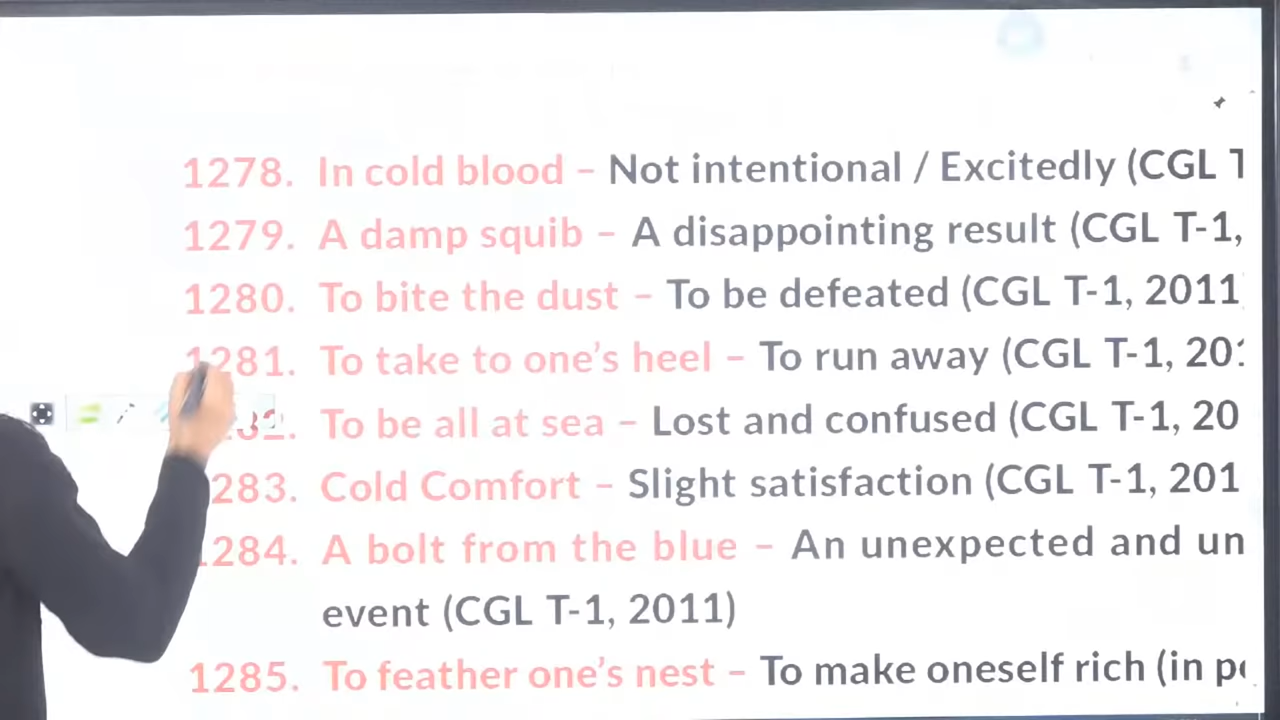 1278. In cold blood – Not intentional / Excitedly (CGL T
1279. A damp squib – A disappointing result (CGL T-1,
1280. To bite the dust – To be defeated (CGL T-1, 2011
1281. To take to one's heel – To run away (CGL T-1, 201
To be all at sea – Lost and confused (CGL T-1, 20
283. Cold Comfort – Slight satisfaction (CGL T-1, 201
1284. A bolt from the blue – An unexpected and un
event (CGL T-1, 2011)
1285. To feather one's nest – To make oneself rich (in